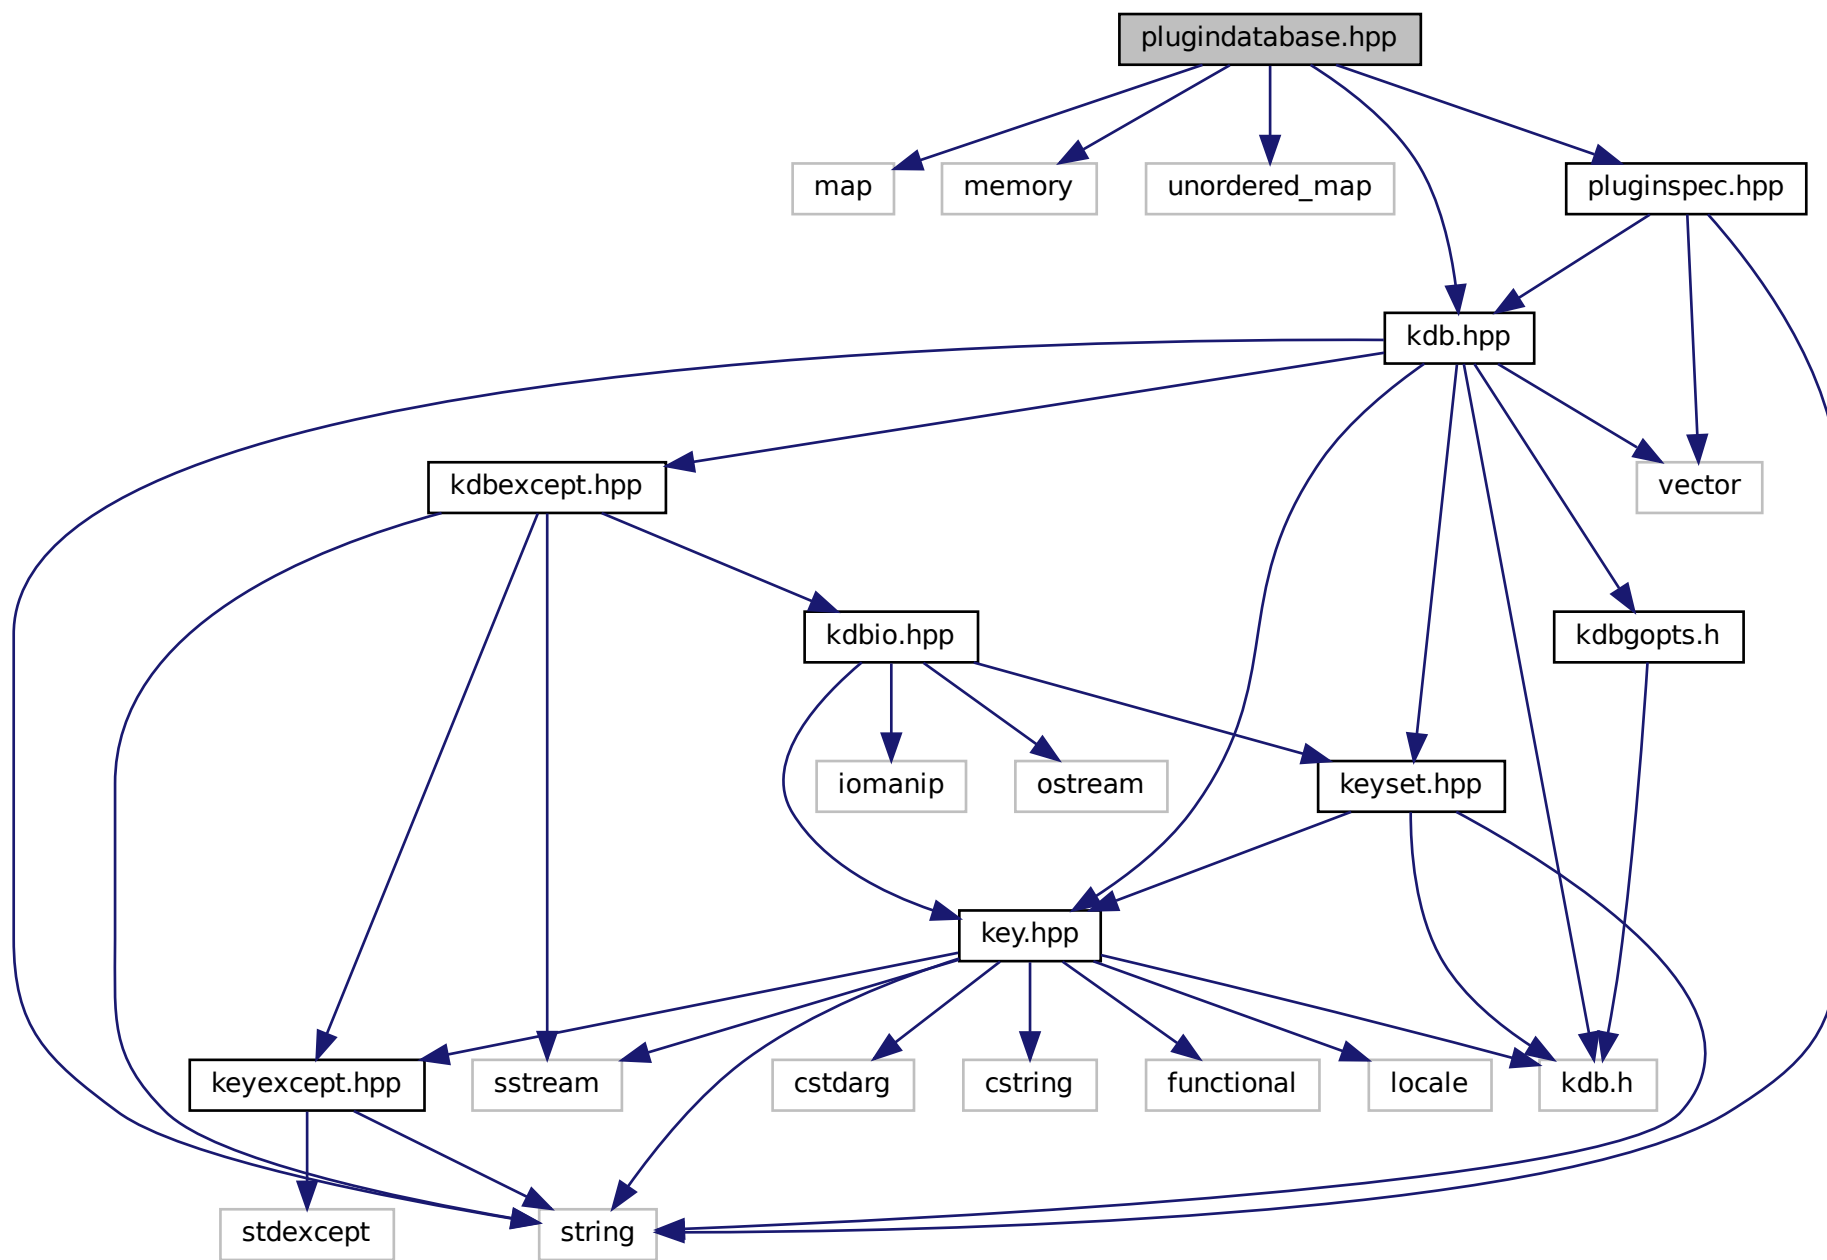 plugindatabase.hpp
map
memory
unordered_map
pluginspec.hpp
kdb.hpp
kdbexcept.hpp
vector
kdbio.hpp
kdbgopts.h
iomanip
ostream
keyset.hpp
key.hpp
keyexcept.hpp
sstream
cstdarg
cstring
functional
locale
kdb.h
stdexcept
string